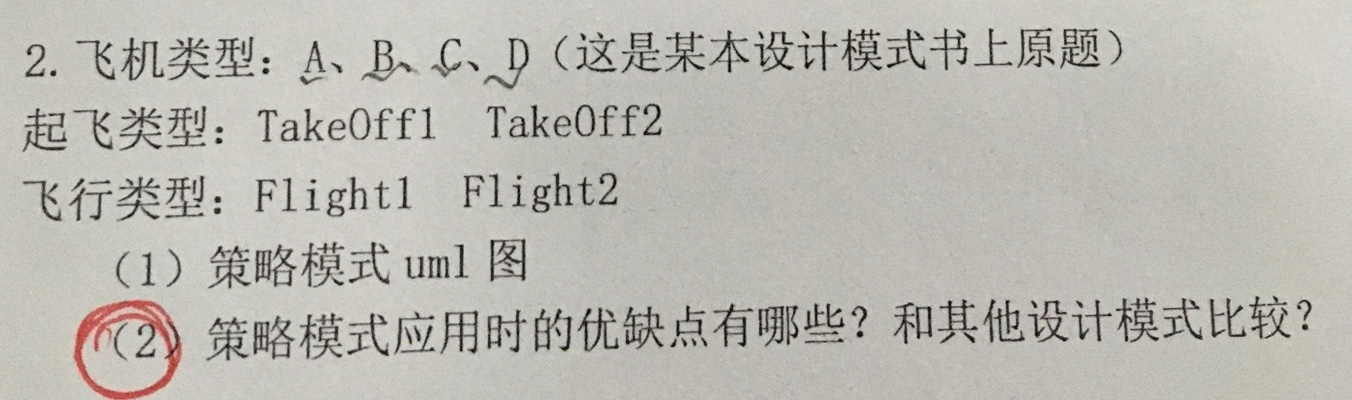 2. 飞机类型：A、B、C、D（这是某本设计模式书上原题）
起飞类型：TakeOff1 TakeOff2
飞行类型：Flight1 Flight2
（1）策略模式 uml 图
（2）策略模式应用时的优缺点有哪些？和其他设计模式比较？